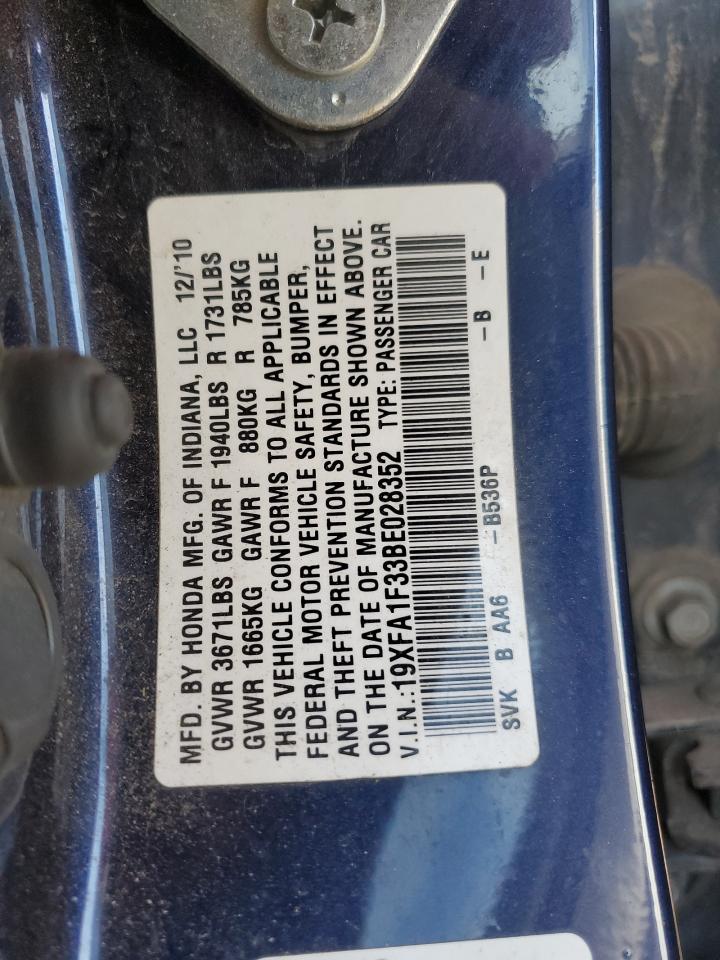 MFD. BY HONDA MFG. OF INDIANA, LLC 12/'10
GVWR 3671LBS GAWR F 1940LBS R 1731LBS
GVWR 1665KG GAWR F 880KG R 785KG
THIS VEHICLE CONFORMS TO ALL APPLICABLE
FEDERAL MOTOR VEHICLE SAFETY, BUMPER,
AND THEFT PREVENTION STANDARDS IN EFFECT
ON THE DATE OF MANUFACTURE SHOWN ABOVE.
V.I.N.:19XFA1F33BE028352 TYPE: PASSENGER CAR
SVK B AA6 -B536P -B -E